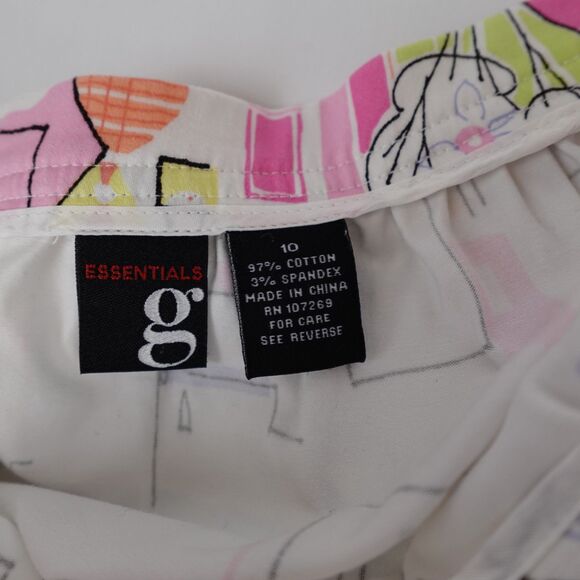 ESSENTIALS
g
10
97% COTTON
3% SPANDEX
MADE IN CHINA
RN 107269
FOR CARE
SEE REVERSE